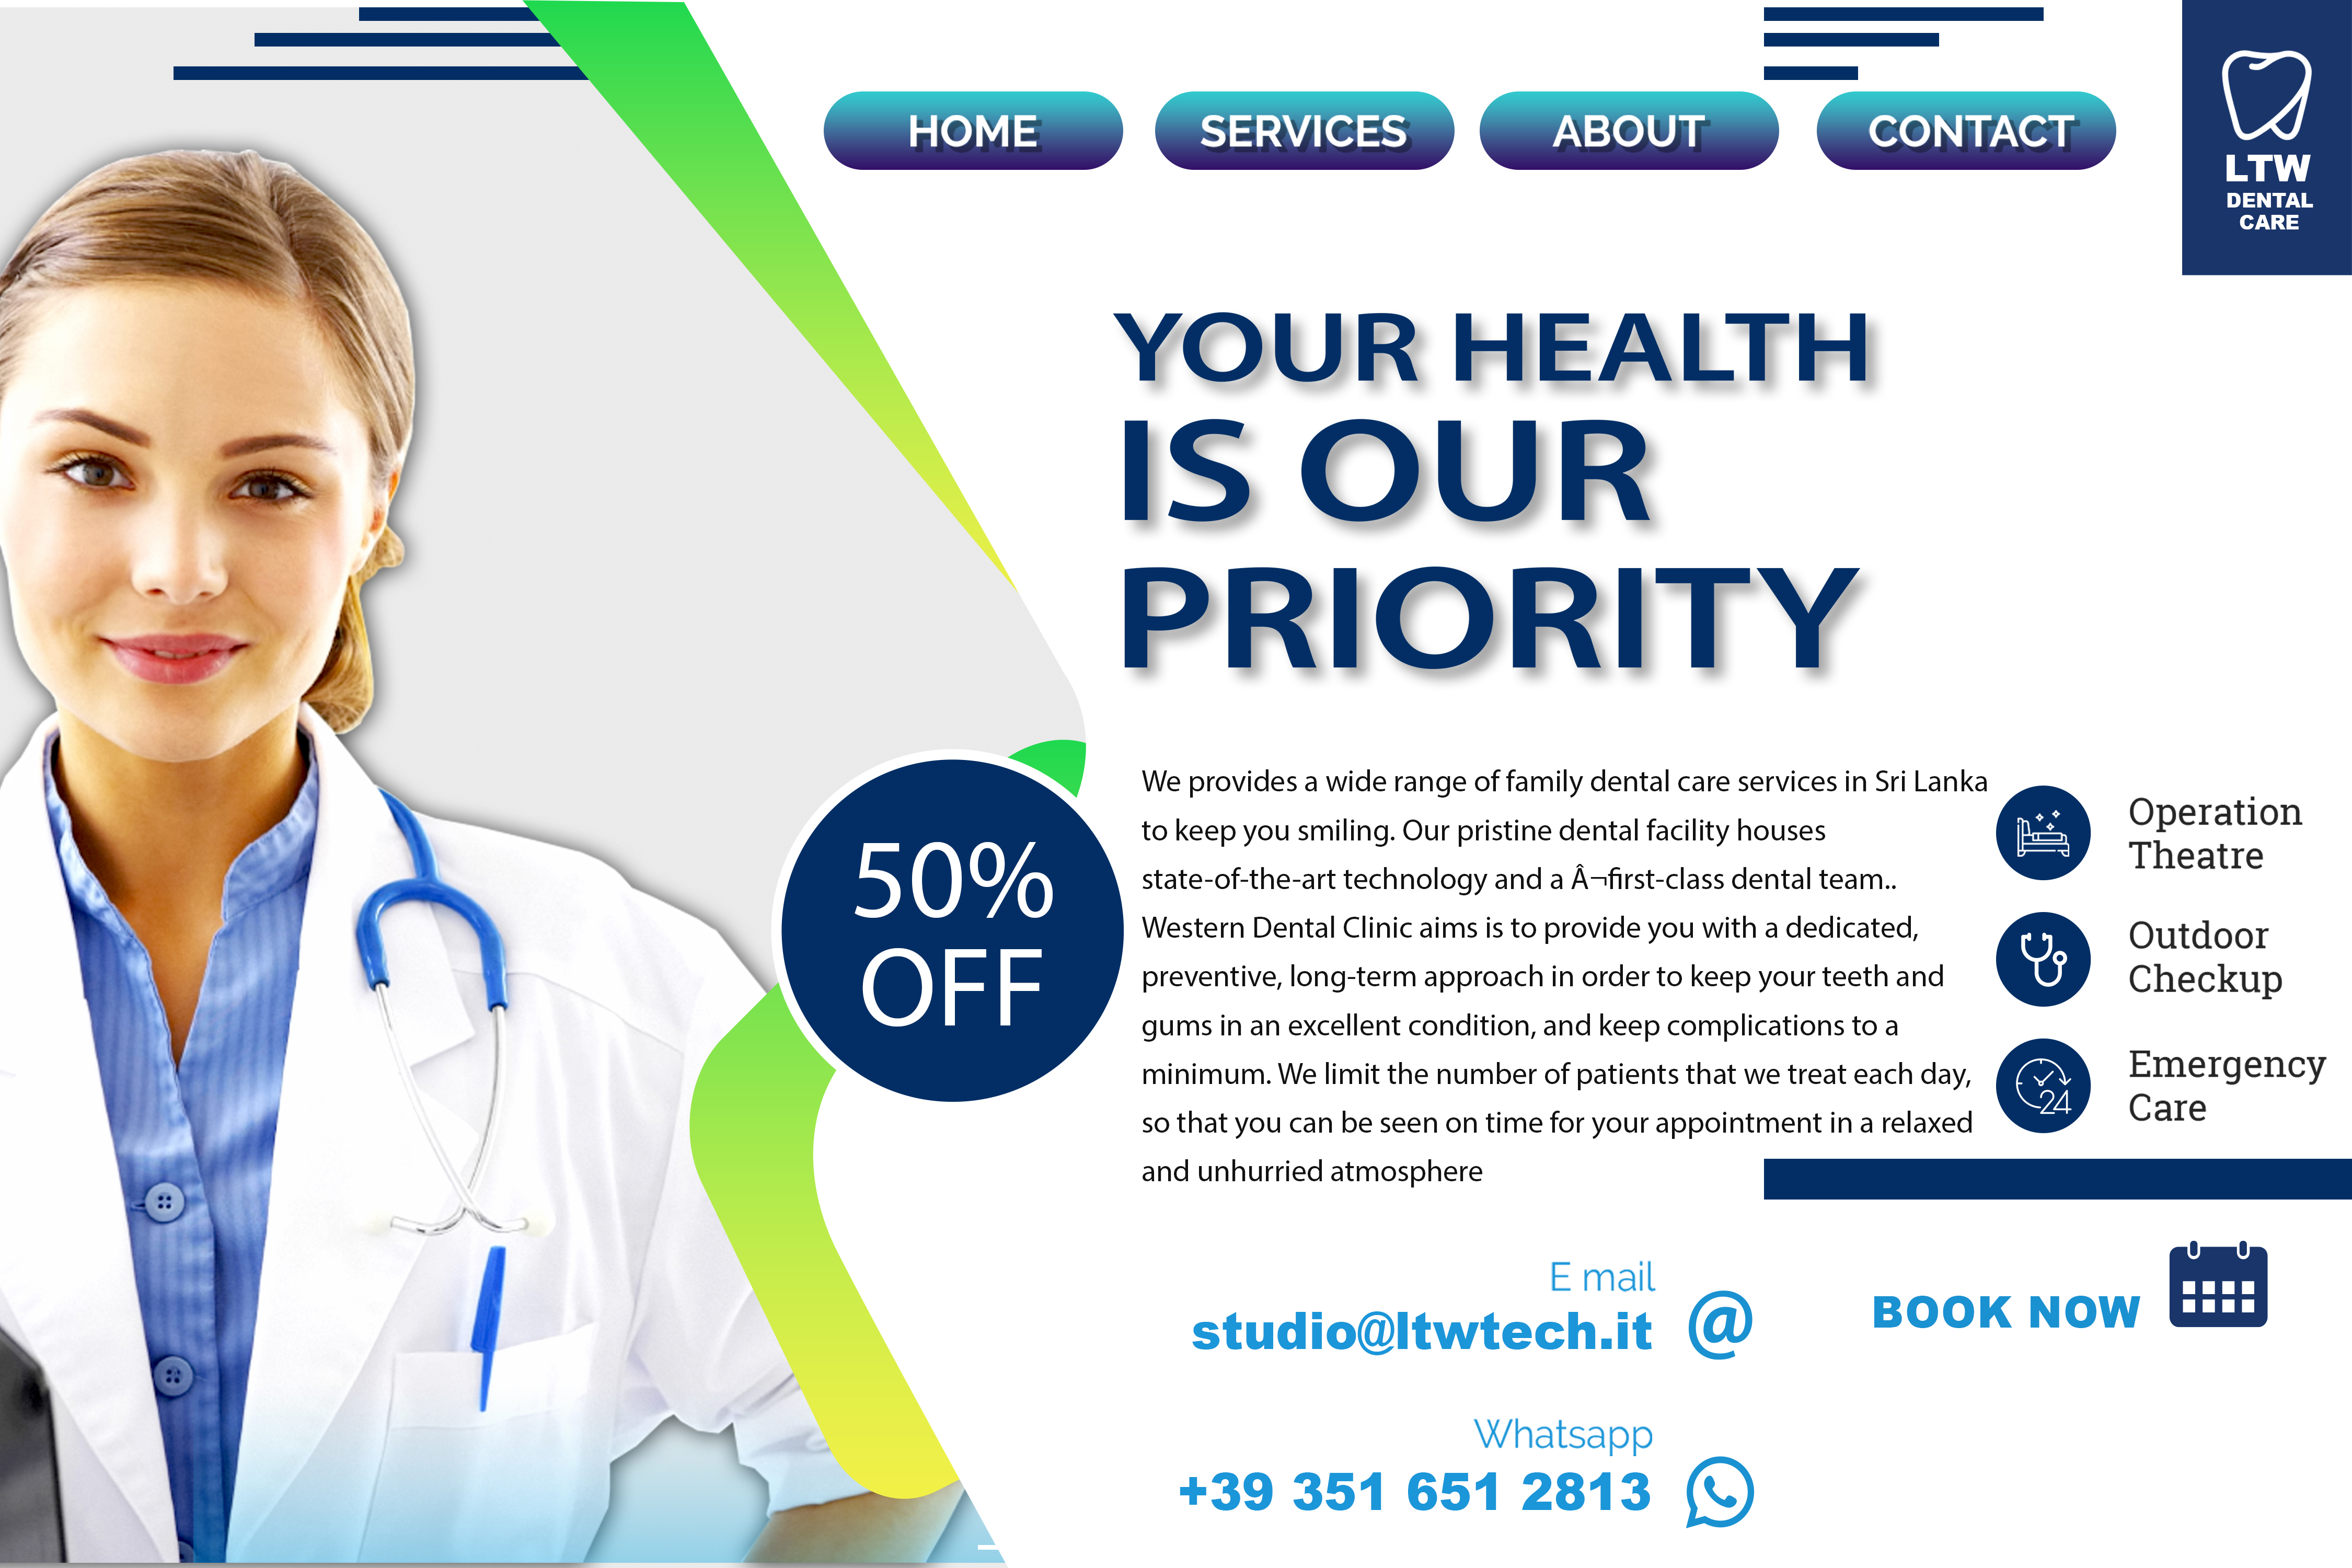 HOME
SERVICES
ABOUT
CONTACT
LTW
DENTAL
CARE
YOUR HEALTH
IS OUR
PRIORITY
50%
OFF
We provides a wide range of family dental care services in Sri Lanka
to keep you smiling. Our pristine dental facility houses
state-of-the-art technology and a Â¬first-class dental team..
Western Dental Clinic aims is to provide you with a dedicated,
preventive, long-term approach in order to keep your teeth and
gums in an excellent condition, and keep complications to a
minimum. We limit the number of patients that we treat each day,
so that you can be seen on time for your appointment in a relaxed
and unhurried atmosphere
Operation
Theatre
Outdoor
Checkup
24
Emergency
Care
E mail
studio@ltwtech.it
@
BOOK NOW
Whatsapp
+39 351 651 2813